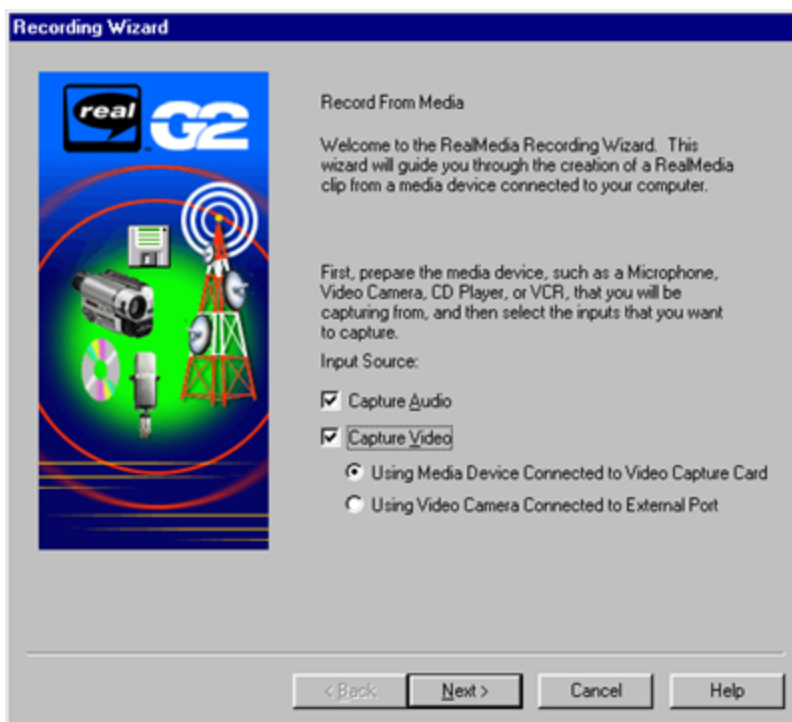 Recording Wizard
real
G2
Record From Media
Welcome to the RealMedia Recording Wizard. This
wizard will guide you through the creation of a RealMedia
clip from a media device connected to your computer.
First, prepare the media device, such as a Microphone,
Video Camera, CD Player, or VCR, that you will be
capturing from, and then select the inputs that you want
to capture.
Input Source:
Capture Audio
Capture Video
Using Media Device Connected to Video Capture Card
Using Video Camera Connected to External Port
< Back Next > Cancel Help